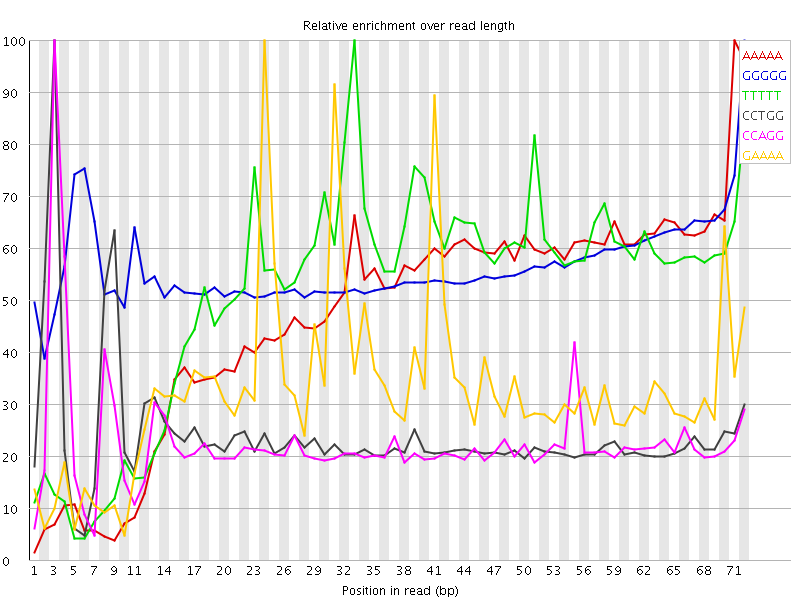 Relative enrichment over read length
100
90
80
70
60
50
40
30
20
10
0
AAAAA
GGGGG
TTTTT
CCTGG
CCAGG
GAAAA
1 3 5 7 9 11 14 17 20 23 26 29 32 35 38 41 44 47 50 53 56 59 62 65 68 71
Position in read (bp)